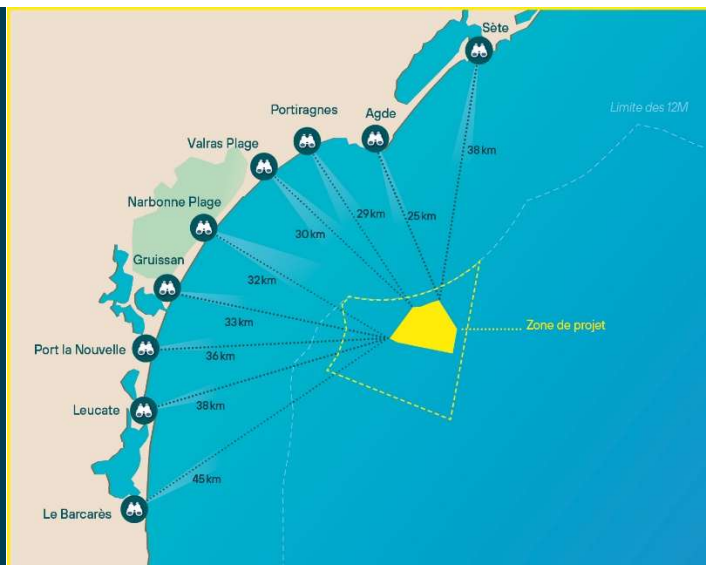 Sète
Limite des 12M
Portiragnes
Agde
Valras Plage
38 km
Narbonne Plage
29 km
25 km
30 km
Gruissan
32 km
33 km
Zone de projet
Port la Nouvelle
36 km
Leucate
38 km
45 km
Le Barcarès